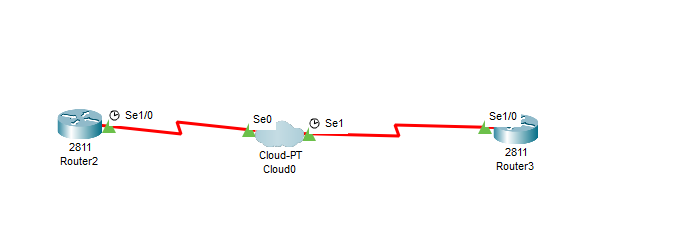 Se1/0
2811
Router2
Se0
Se1
Cloud-PT
Cloud0
Se1/0
2811
Router3